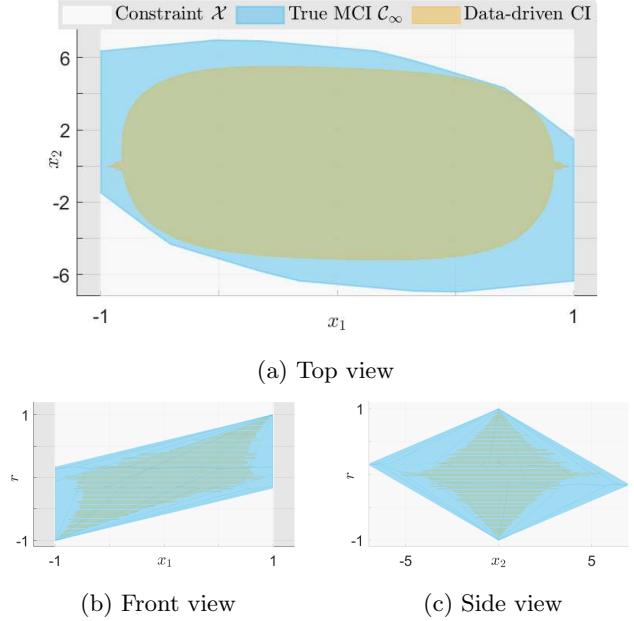 Constraint 𝒳 True MCI 𝒞∞ Data-driven CI
6
2
-2
-6
x₂
-1 1
x₁
(a) Top view
1
-1
r
-1 1
x₁
1
-1
r
-5 5
x₂
(b) Front view (c) Side view